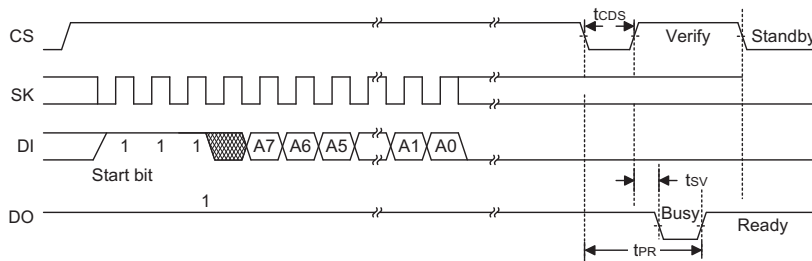 tCDS
CS Verify Standby
SK
DI 1 1 1 A7 A6 A5 A1 A0
Start bit
tSV
1
DO Busy Ready
tPR